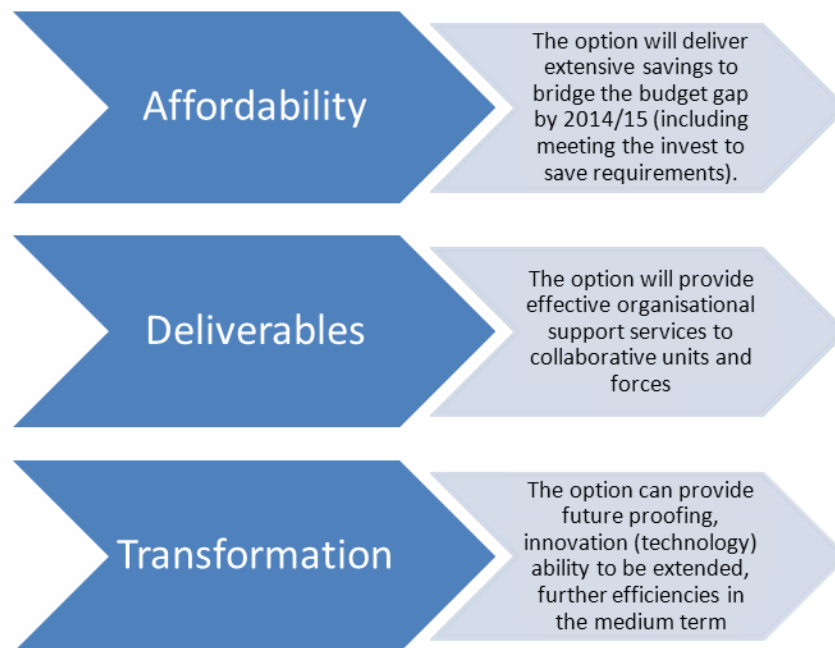 Affordability
The option will deliver
extensive savings to
bridge the budget gap
by 2014/15 (including
meeting the invest to
save requirements).
Deliverables
The option will provide
effective organisational
support services to
collaborative units and
forces
Transformation
The option can provide
future proofing,
innovation (technology)
ability to be extended,
further efficiencies in
the medium term